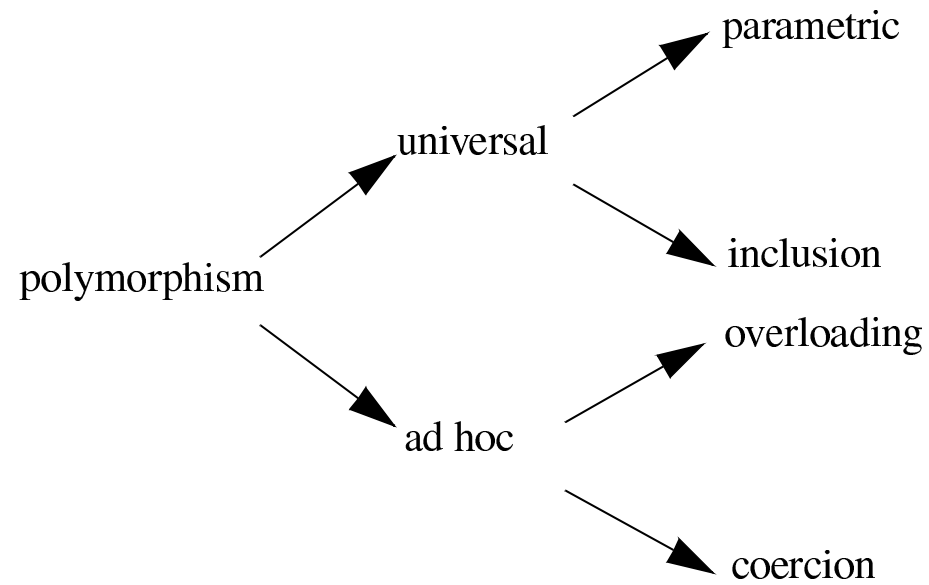 parametric
universal
inclusion
polymorphism
overloading
ad hoc
coercion